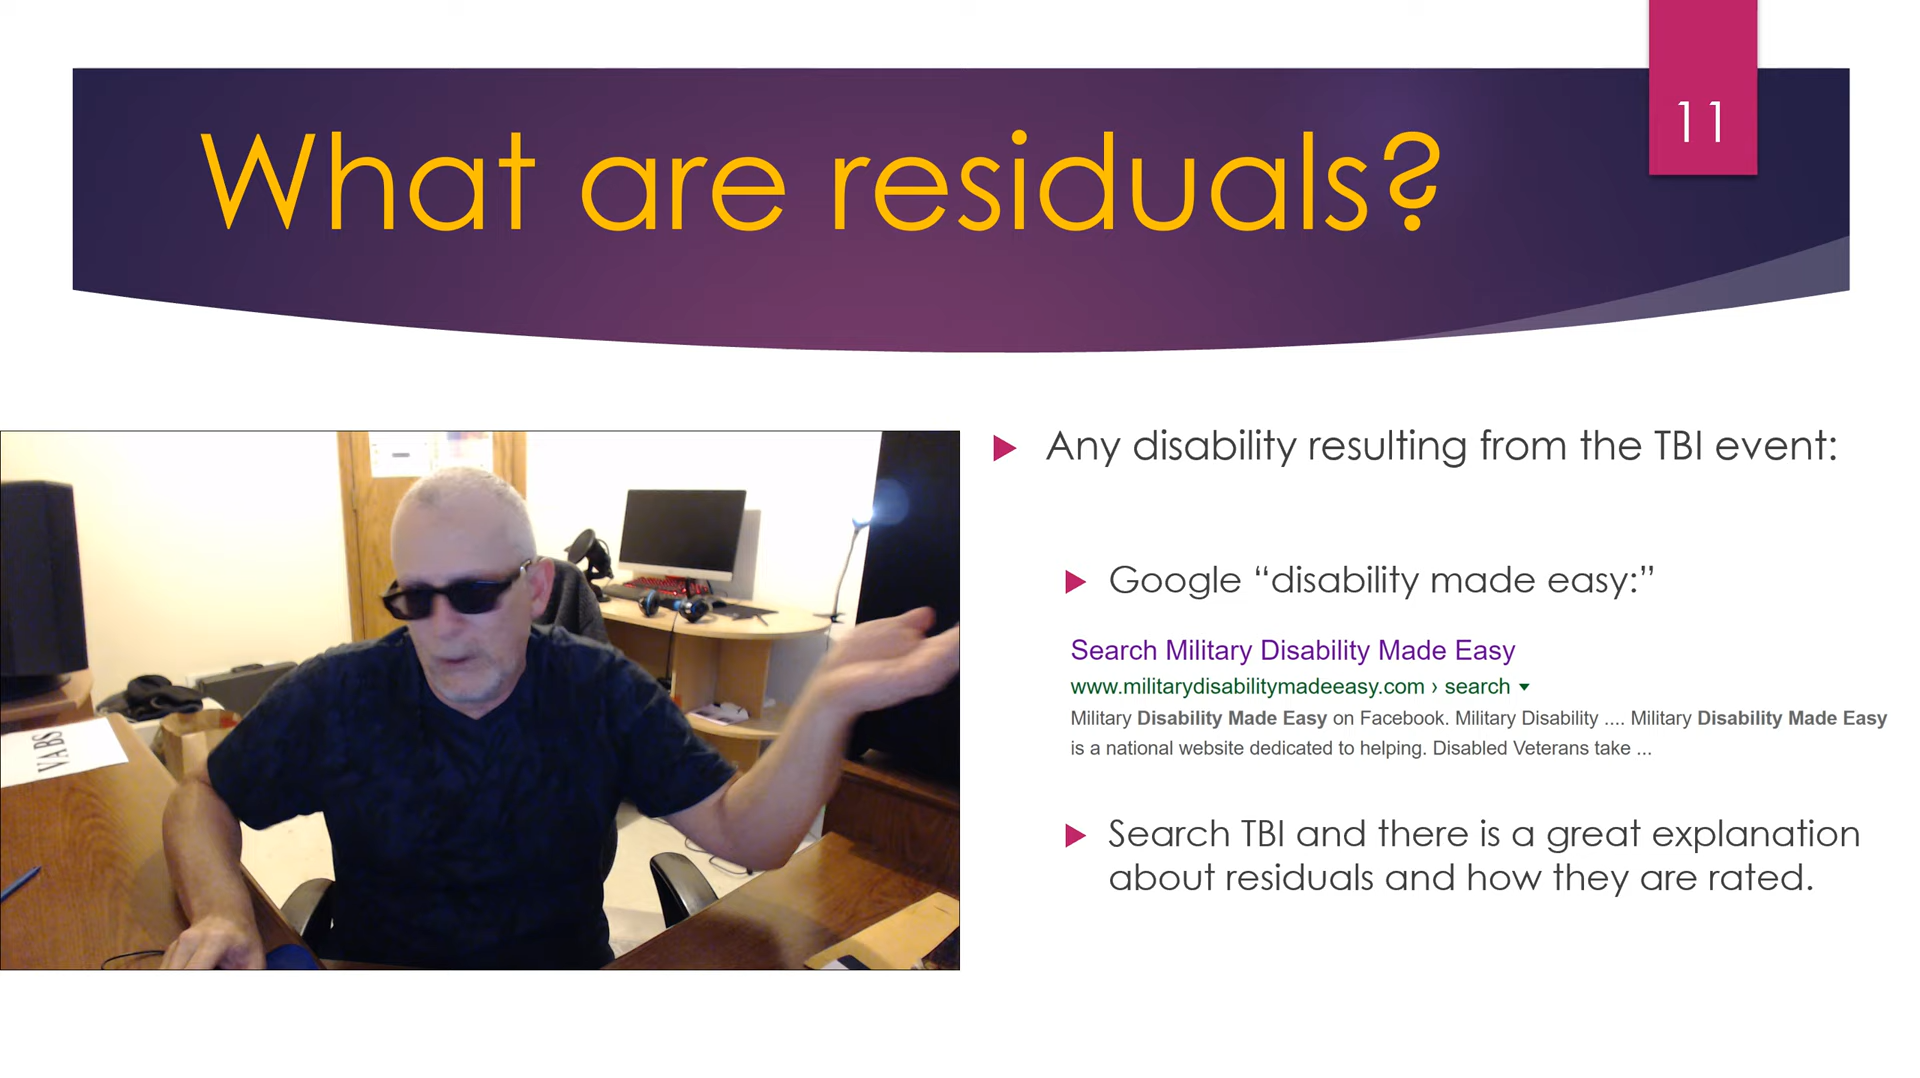 11
What are residuals?
Any disability resulting from the TBI event:
Google “disability made easy:”
Search Military Disability Made Easy
www.militarydisabilitymadeeasy.com › search
Military Disability Made Easy on Facebook. Military Disability .... Military Disability Made Easy
is a national website dedicated to helping. Disabled Veterans take ...
Search TBI and there is a great explanation
about residuals and how they are rated.
VABS